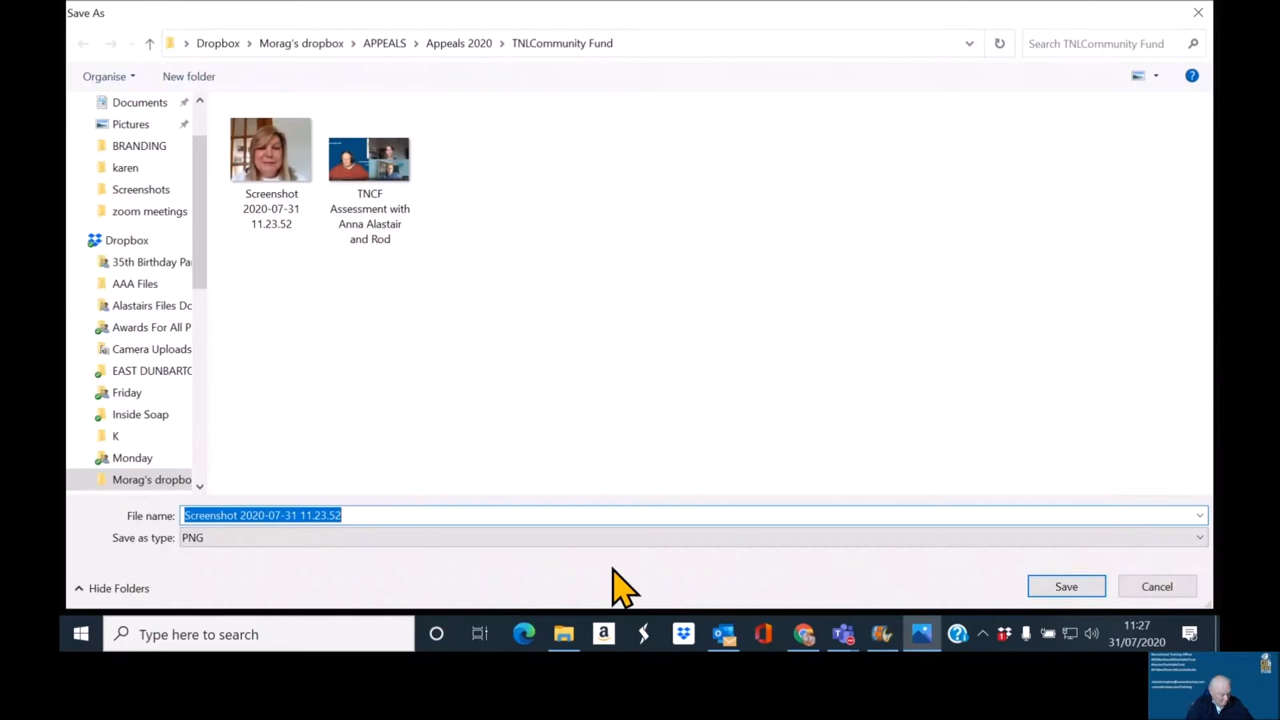 Save As
Dropbox
Morag's dropbox
APPEALS
Appeals 2020
TNLCommunity Fund
Search TNLCommunity Fund
Organise
New folder
Documents
Pictures
BRANDING
karen
Screenshots
zoom meetings
Dropbox
35th Birthday Pa
AAA Files
Alastairs Files Do
Awards For All P
Camera Uploads
EAST DUNBARTO
Friday
Inside Soap
K
Monday
Morag's dropbo
Screenshot
2020-07-31
11.23.52
TNCF
Assessment with
Anna Alastair
and Rod
File name:
Screenshot 2020-07-31 11.23.52
Save as type:
PNG
Hide Folders
Save
Cancel
Type here to search
11:27
31/07/2020